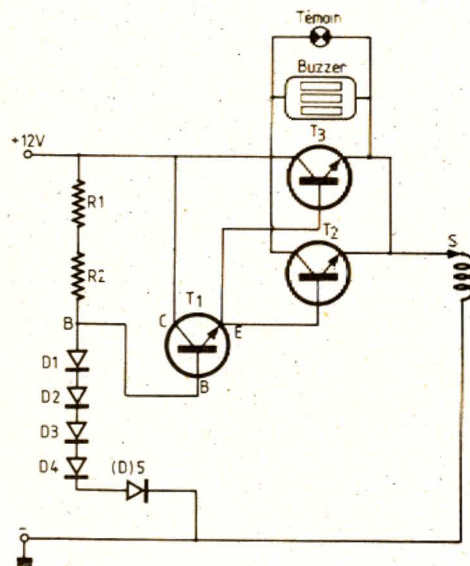 Témoin
Buzzer
T3
+12V
R1
T2
S
R2
T1
B
C
E
D1
B
D2
D3
D4
(D)5
-